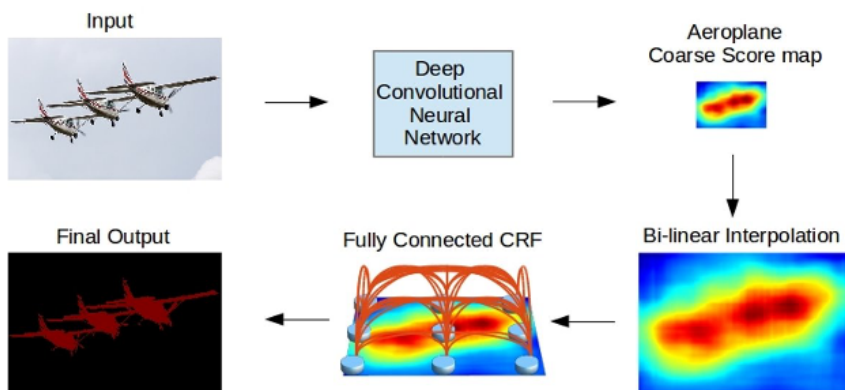 Input
Deep
Convolutional
Neural
Network
Aeroplane
Coarse Score map
Final Output
Fully Connected CRF
Bi-linear Interpolation